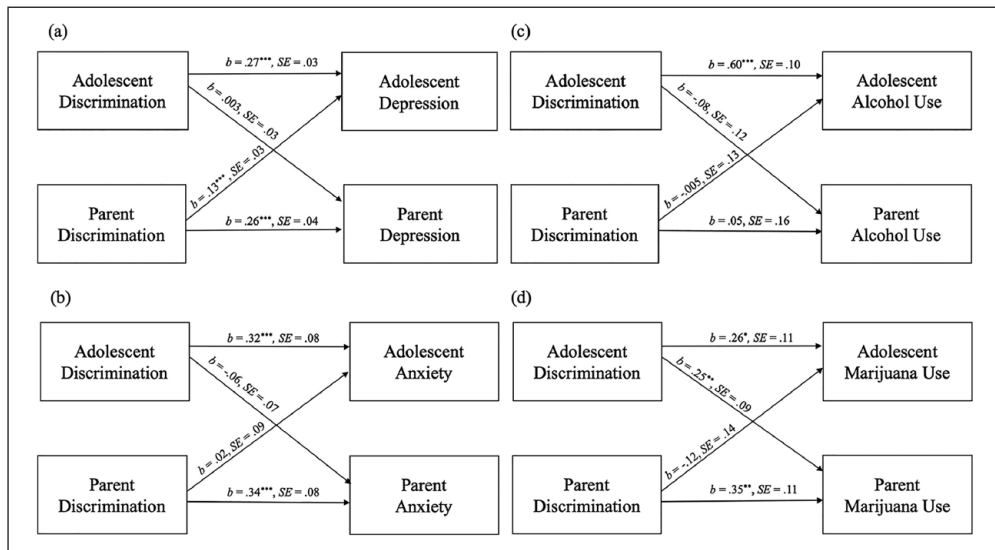 (a)
Adolescent
Discrimination
b = .27***, SE = .03
Adolescent
Depression
b = .003, SE = .03
b = .13***, SE = .03
Parent
Discrimination
b = .26***, SE = .04
Parent
Depression
(c)
Adolescent
Discrimination
b = .60***, SE = .10
Adolescent
Alcohol Use
b = -.08, SE = .12
b = -.005, SE = .13
Parent
Discrimination
b = .05, SE = .16
Parent
Alcohol Use
(b)
Adolescent
Discrimination
b = .32***, SE = .08
Adolescent
Anxiety
b = -.06, SE = .07
b = .02, SE = .09
Parent
Discrimination
b = .34***, SE = .08
Parent
Anxiety
(d)
Adolescent
Discrimination
b = .26*, SE = .11
Adolescent
Marijuana Use
b = .25**, SE = .09
b = -.12, SE = .14
Parent
Discrimination
b = .35**, SE = .11
Parent
Marijuana Use